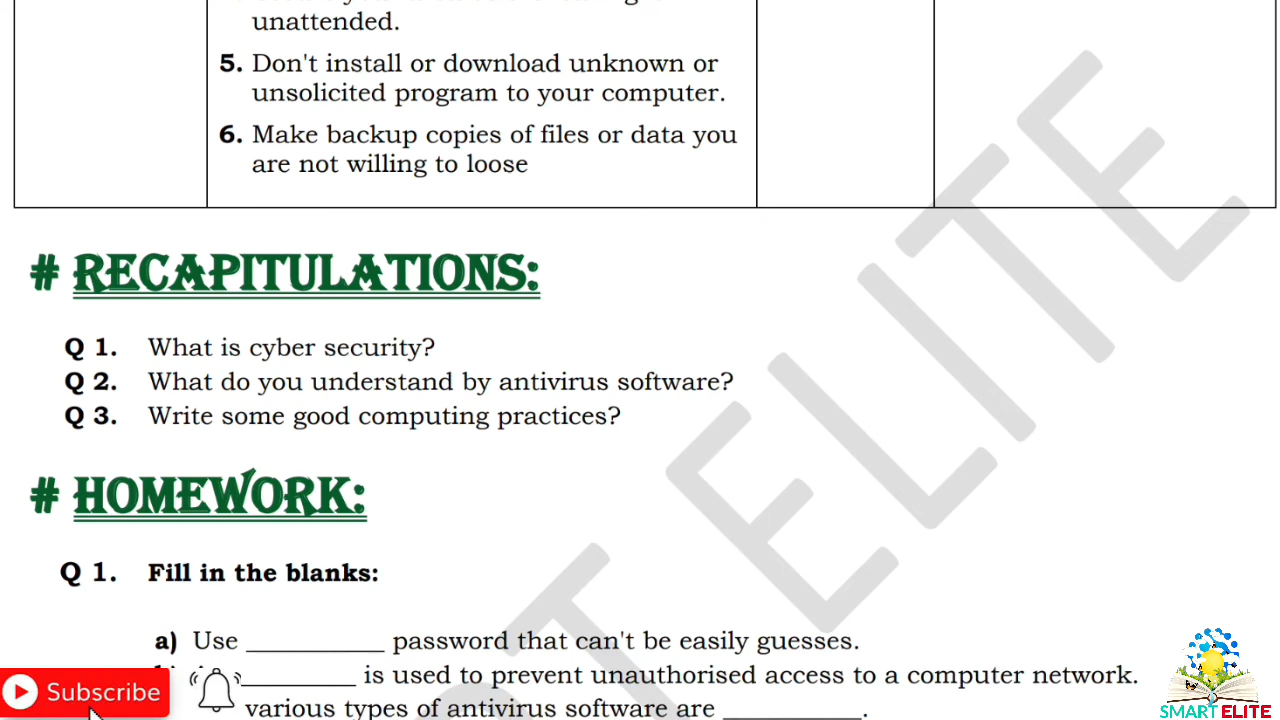 unattended.
5. Don't install or download unknown or
unsolicited program to your computer.
6. Make backup copies of files or data you
are not willing to loose
# RECAPITULATIONS:
Q 1. What is cyber security?
Q 2. What do you understand by antivirus software?
Q 3. Write some good computing practices?
# HOMEWORK:
Q 1. Fill in the blanks:
a) Use ___________ password that can't be easily guesses.
_________ is used to prevent unauthorised access to a computer network.
various types of antivirus software are ___________.
Subscribe
SMART ELITE
T ELITE